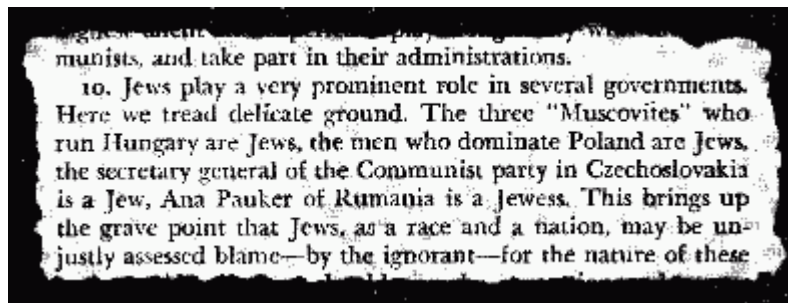 munists, and take part in their administrations.
10. Jews play a very prominent role in several governments.
Here we tread delicate ground. The three "Muscovites" who
run Hungary are Jews, the men who dominate Poland are Jews,
the secretary general of the Communist party in Czechoslovakia
is a Jew, Ana Pauker of Rumania is a Jewess. This brings up
the grave point that Jews, as a race and a nation, may be un-
justly assessed blame—by the ignorant—for the nature of these